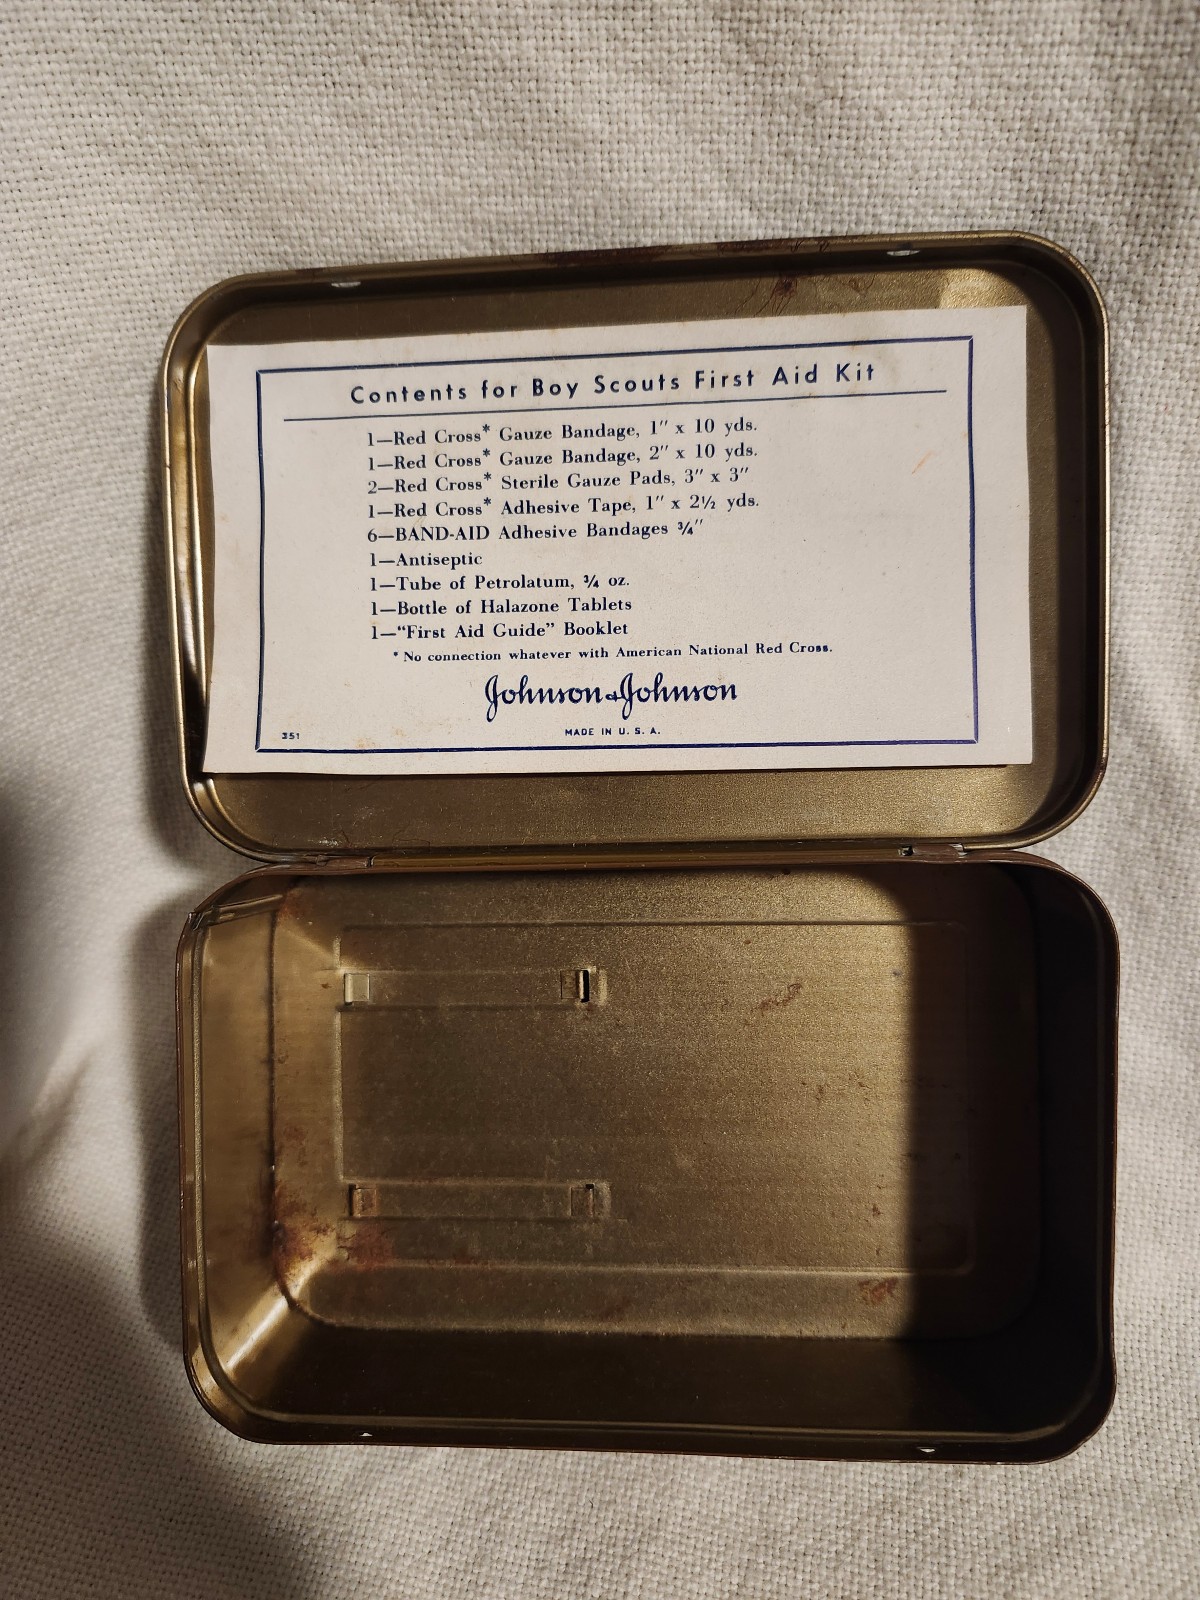 Contents for Boy Scouts First Aid Kit
1—Red Cross* Gauze Bandage, 1" x 10 yds.
1—Red Cross* Gauze Bandage, 2" x 10 yds.
2—Red Cross* Sterile Gauze Pads, 3" x 3"
1—Red Cross* Adhesive Tape, 1" x 2½ yds.
6—BAND-AID Adhesive Bandages ¾"
1—Antiseptic
1—Tube of Petrolatum, ¾ oz.
1—Bottle of Halazone Tablets
1—“First Aid Guide” Booklet
* No connection whatever with American National Red Cross.
Johnson & Johnson
351
MADE IN U. S. A.